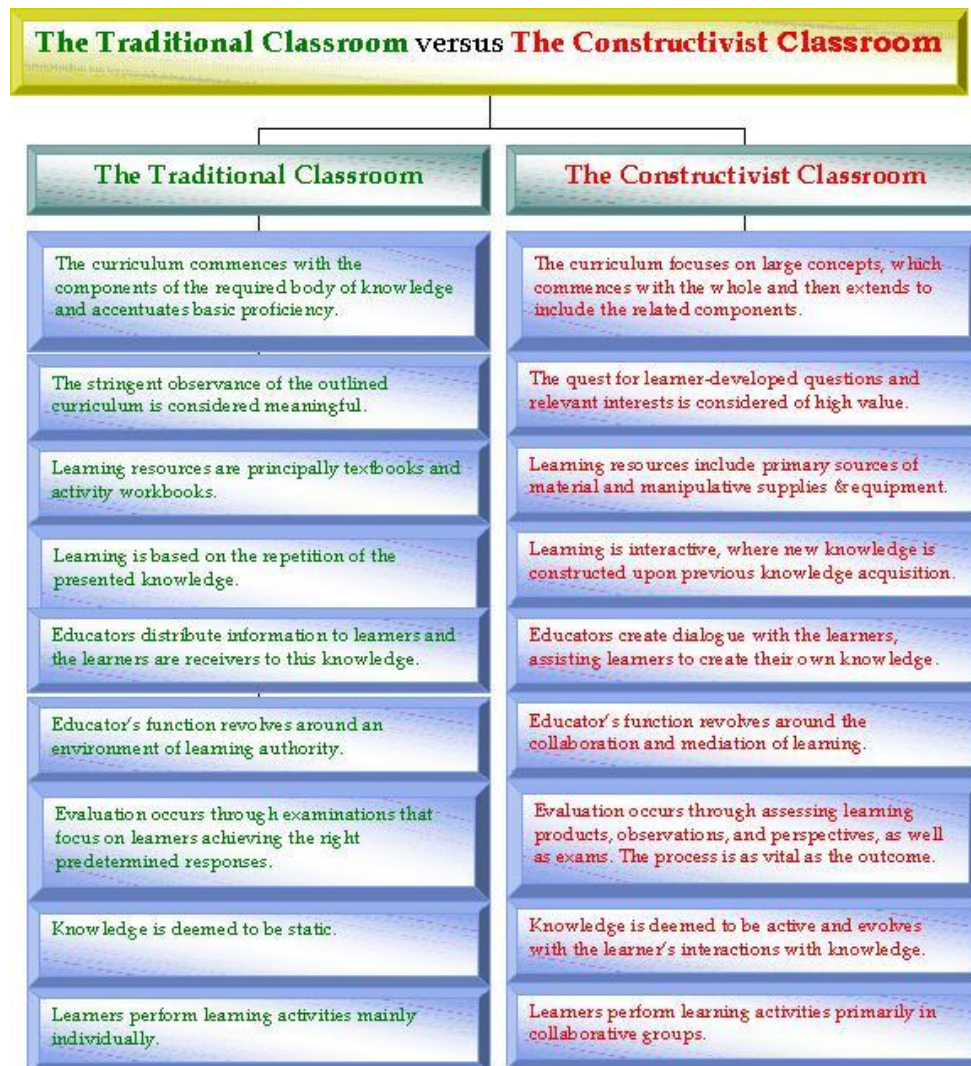 The Traditional Classroom versus The Constructivist Classroom
The Traditional Classroom
The curriculum commences with the
components of the required body of knowledge
and accentuates basic proficiency.
The stringent observance of the outlined
curriculum is considered meaningful.
Learning resources are principally textbooks and
activity workbooks.
Learning is based on the repetition of the
presented knowledge.
Educators distribute information to learners and
the learners are receivers to this knowledge.
Educator's function revolves around an
environment of learning authority.
Evaluation occurs through examinations that
focus on learners achieving the right
predetermined responses.
Knowledge is deemed to be static.
Learners perform learning activities mainly
individually.
The Constructivist Classroom
The curriculum focuses on large concepts, which
commences with the whole and then extends to
include the related components.
The quest for learner-developed questions and
relevant interests is considered of high value.
Learning resources include primary sources of
material and manipulative supplies &equipment.
Learning is interactive, where new knowledge is
constructed upon previous knowledge acquisition.
Educators create dialogue with the learners,
assisting learners to create their own knowledge.
Educator's function revolves around the
collaboration and mediation of learning.
Evaluation occurs through assessing learning
products, observations, and perspectives, as well
as exams. The process is as vital as the outcome.
Knowledge is deemed to be active and evolves
with the learner's interactions with knowledge.
Learners perform learning activities primarily in
collaborative groups.